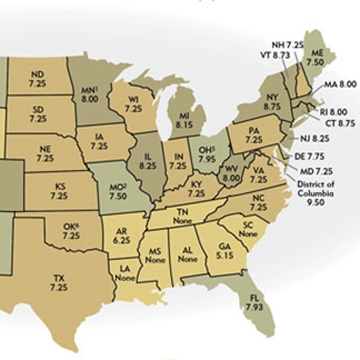 NH 7.25
VT 8.73
ME
7.50
ND
7.25
MN¹
8.00
MA 8.00
WI
7.25
SD
7.25
MI
8.15
NY
8.75
RI 8.00
CT 8.75
IA
7.25
PA
7.25
NJ 8.25
NE
7.25
IL
8.25
IN
7.25
OH⁵
7.95
DE 7.75
WV
8.00
VA
7.25
MD 7.25
District of
Columbia
9.50
KS
7.25
MO²
7.50
KY
7.25
NC
7.25
TN
None
OK⁶
7.25
AR
6.25
SC
None
MS
None
AL
None
GA
5.15
TX
7.25
LA
None
FL
7.93